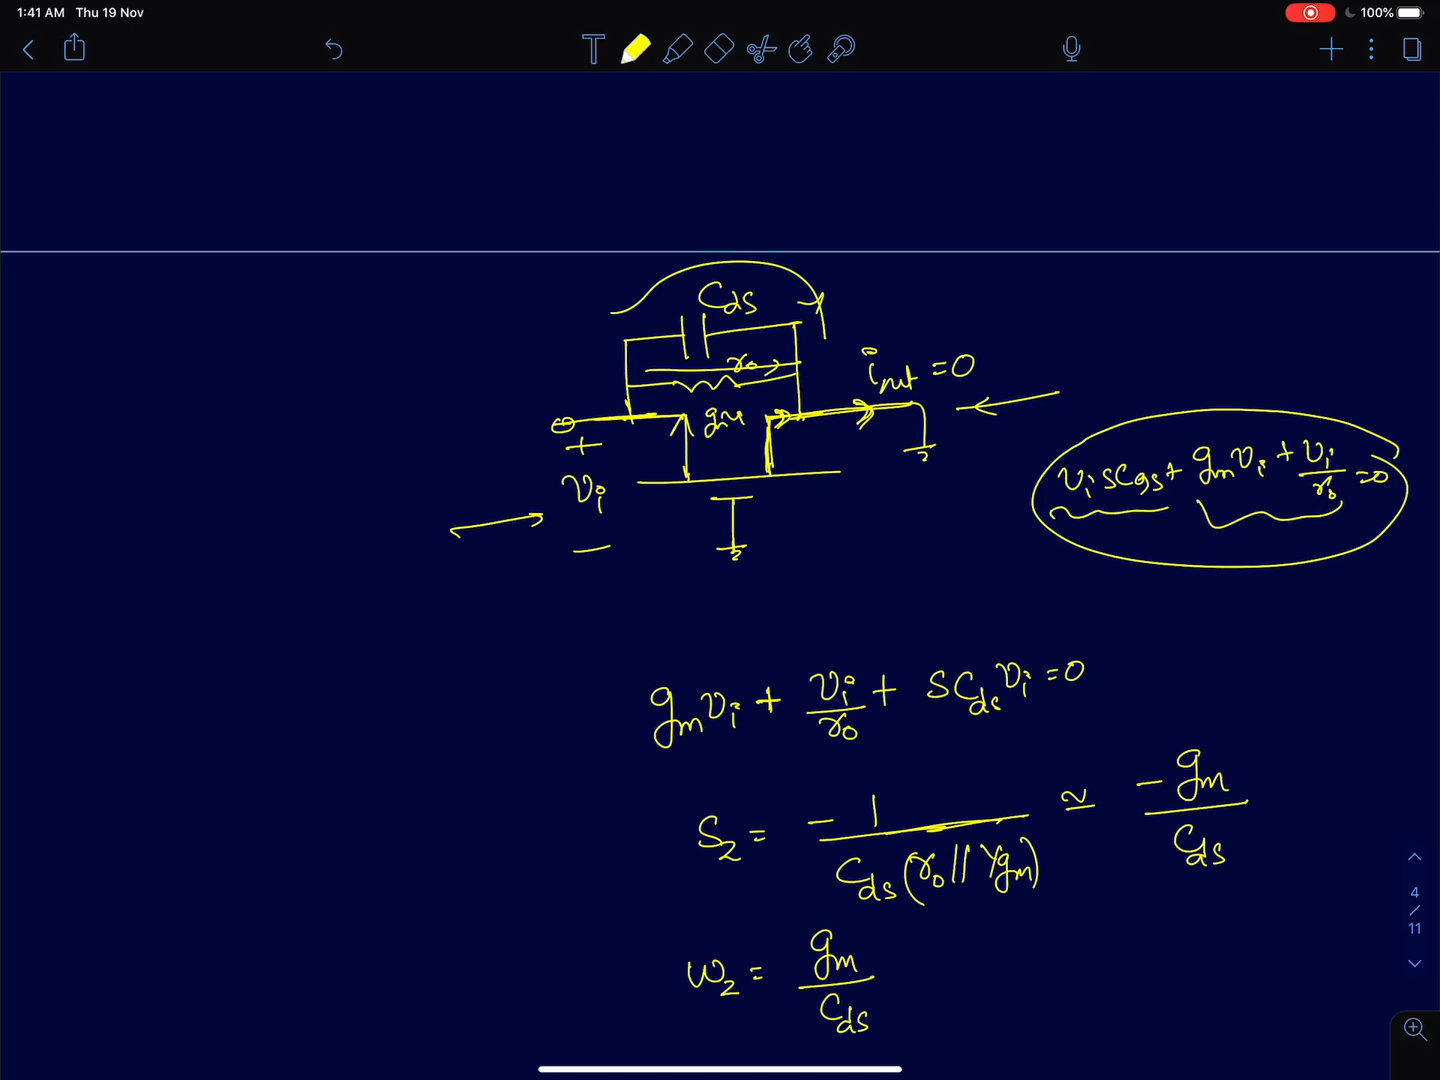 1:41 AM Thu 19 Nov
100%
T
Cds
ro
iout = 0
gm
+
vi
−
vi sCgs + gm vi + vi/ro = 0
gm vi + vi/ro + sCds vi = 0
sz = −1/(Cds (ro || 1/gm)) ≃ −gm/Cds
ωz = gm/Cds
4
/
11